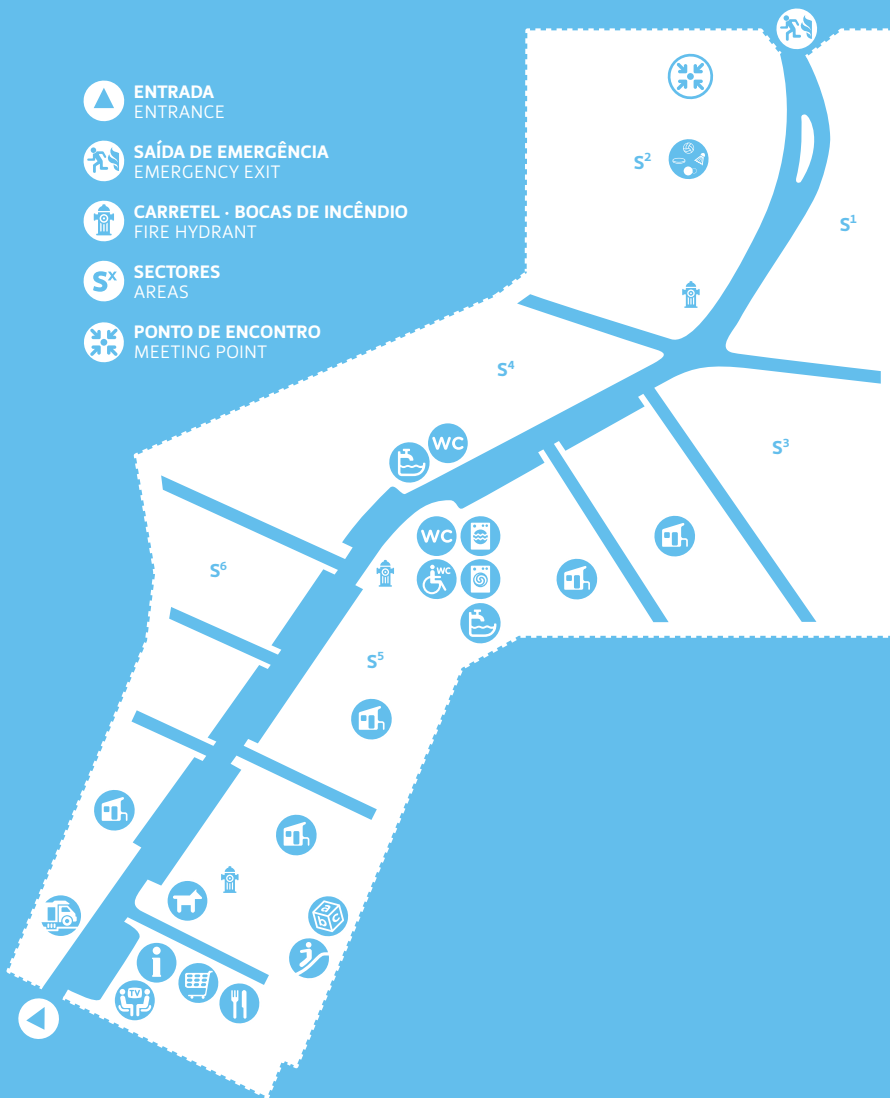 ENTRADA
ENTRANCE
SAÍDA DE EMERGÊNCIA
EMERGENCY EXIT
CARRETEL · BOCAS DE INCÊNDIO
FIRE HYDRANT
Sˣ
SECTORES
AREAS
PONTO DE ENCONTRO
MEETING POINT
S²
S¹
S⁴
S³
WC
WC
WC
S⁶
S⁵
a
b c
i
TV